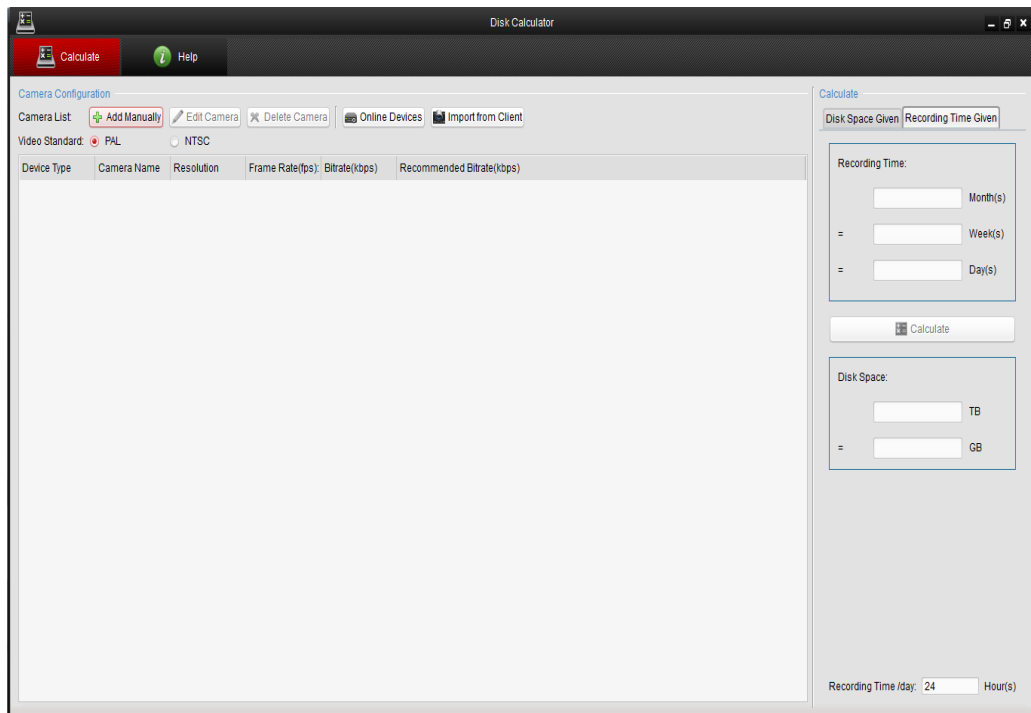 Disk Calculator
Calculate
Help
Camera Configuration
Camera List:
Add Manually
Edit Camera
Delete Camera
Online Devices
Import from Client
Video Standard:
PAL
NTSC
Device Type
Camera Name
Resolution
Frame Rate(fps):
Bitrate(kbps)
Recommended Bitrate(kbps)
Calculate
Disk Space Given
Recording Time Given
Recording Time:
Month(s)
= Week(s)
= Day(s)
Calculate
Disk Space:
TB
= GB
Recording Time /day: 24 Hour(s)